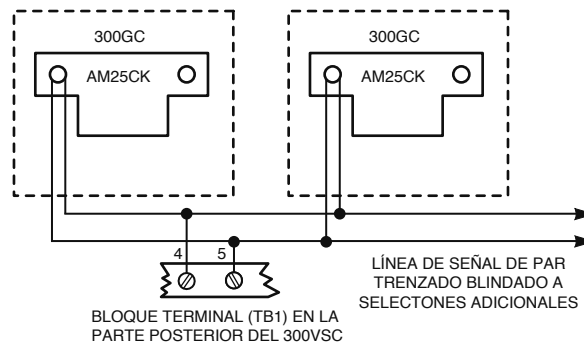 300GC
300GC
AM25CK
AM25CK
4
5
LÍNEA DE SEÑAL DE PAR
TRENZADO BLINDADO A
SELECTONES ADICIONALES
BLOQUE TERMINAL (TB1) EN LA
PARTE POSTERIOR DEL 300VSC